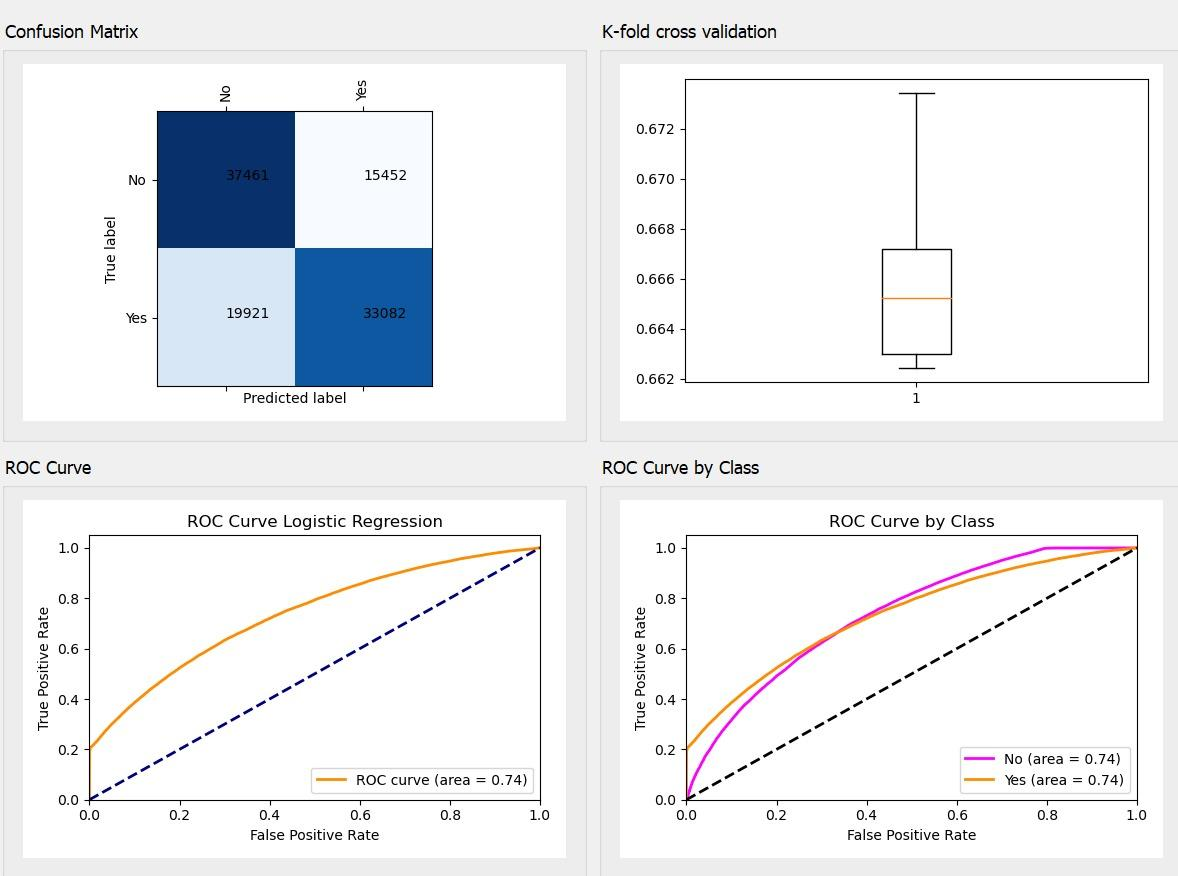 Confusion Matrix
No
Yes
No
37461
15452
True label
Yes
19921
33082
Predicted label
K-fold cross validation
0.672
0.670
0.668
0.666
0.664
0.662
1
ROC Curve
ROC Curve Logistic Regression
1.0
0.8
0.6
0.4
0.2
0.0
True Positive Rate
ROC curve (area = 0.74)
0.0 0.2 0.4 0.6 0.8 1.0
False Positive Rate
ROC Curve by Class
ROC Curve by Class
1.0
0.8
0.6
0.4
0.2
0.0
True Positive Rate
No (area = 0.74)
Yes (area = 0.74)
0.0 0.2 0.4 0.6 0.8 1.0
False Positive Rate